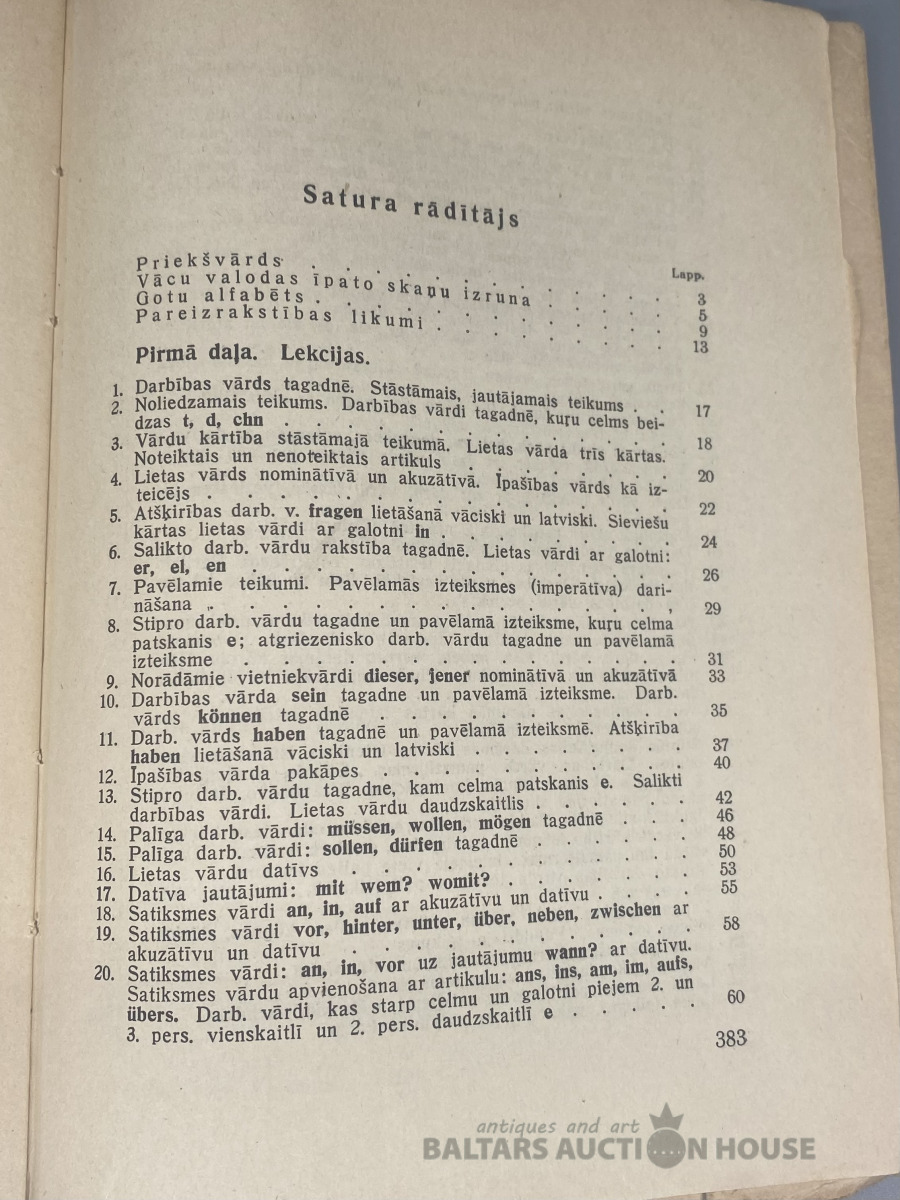 Satura rādītājs
Lapp.
Priekšvārds . . . . . . . . . . 3
Vācu valodas īpato skaņu izruna . . . . 5
Gotu alfabēts . . . . . . . . . . 9
Pareizrakstības likumi . . . . . . . 13
Pirmā daļa. Lekcijas.
1. Darbības vārds tagadnē. Stāstāmais, jautājamais teikums . . 17
2. Noliedzamais teikums. Darbības vārdi tagadnē, kuŗu celms bei-
dzas t, d, chn . . . . . . . . . . 18
3. Vārdu kārtība stāstāmajā teikumā. Lietas vārda trīs kārtas.
Noteiktais un nenoteiktais artikuls . . . . . . 20
4. Lietas vārds nominātīvā un akuzātīvā. Īpašības vārds kā iz-
teicējs . . . . . . . . . . . . 22
5. Atšķirības darb. v. fragen lietāšanā vāciski un latviski. Sieviešu
kārtas lietas vārdi ar galotni in . . . . . . . 24
6. Salikto darb. vārdu rakstība tagadnē. Lietas vārdi ar galotni:
er, el, en . . . . . . . . . . . . 26
7. Pavēlamie teikumi. Pavēlamās izteiksmes (imperātīva) dari-
nāšana . . . . . . . . . . . . , 29
8. Stipro darb. vārdu tagadne un pavēlamā izteiksme, kuŗu celma
patskanis e; atgriezenisko darb. vārdu tagadne un pavēlamā
izteiksme . . . . . . . . . . . . 31
9. Norādāmie vietniekvārdi dieser, jener nominātīvā un akuzātīvā 33
10. Darbības vārda sein tagadne un pavēlamā izteiksme. Darb.
vārds können tagadnē . . . . . . . . . 35
11. Darb. vārds haben tagadnē un pavēlamā izteiksmē. Atšķirība
haben lietāšanā vāciski un latviski . . . . . . . 37
12. Īpašības vārda pakāpes . . . . . . . . . 40
13. Stipro darb. vārdu tagadne, kam celma patskanis e. Salikti
darbības vārdi. Lietas vārdu daudzskaitlis . . . . . 42
14. Palīga darb. vārdi: müssen, wollen, mögen tagadnē . . . 46
15. Palīga darb. vārdi: sollen, dürfen tagadnē . . . . . 48
16. Lietas vārdu datīvs . . . . . . . . . . 50
17. Datīva jautājumi: mit wem? womit? . . . . . . 53
18. Satiksmes vārdi an, in, auf ar akuzātīvu un datīvu . . . . 55
19. Satiksmes vārdi vor, hinter, unter, über, neben, zwischen ar
akuzātīvu un datīvu . . . . . . . . . . 58
20. Satiksmes vārdi: an, in, vor uz jautājumu wann? ar datīvu.
Satiksmes vārdu apvienošana ar artikulu: ans, ins, am, im, aufs,
übers. Darb. vārdi, kas starp celmu un galotni pieņem 2. un
3. pers. vienskaitlī un 2. pers. daudzskaitlī e . . . . . 60
383
antiques and art
BALTARS AUCTION HOUSE